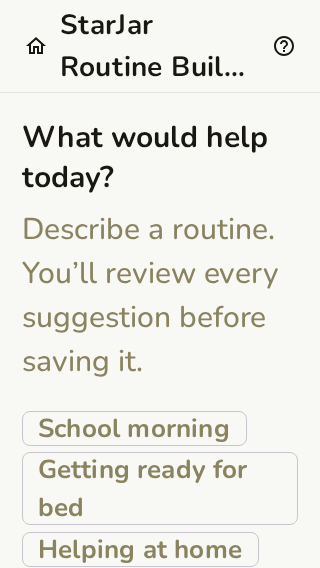 StarJar
Routine Buil...
What would help
today?
Describe a routine.
You’ll review every
suggestion before
saving it.
School morning
Getting ready for
bed
Helping at home